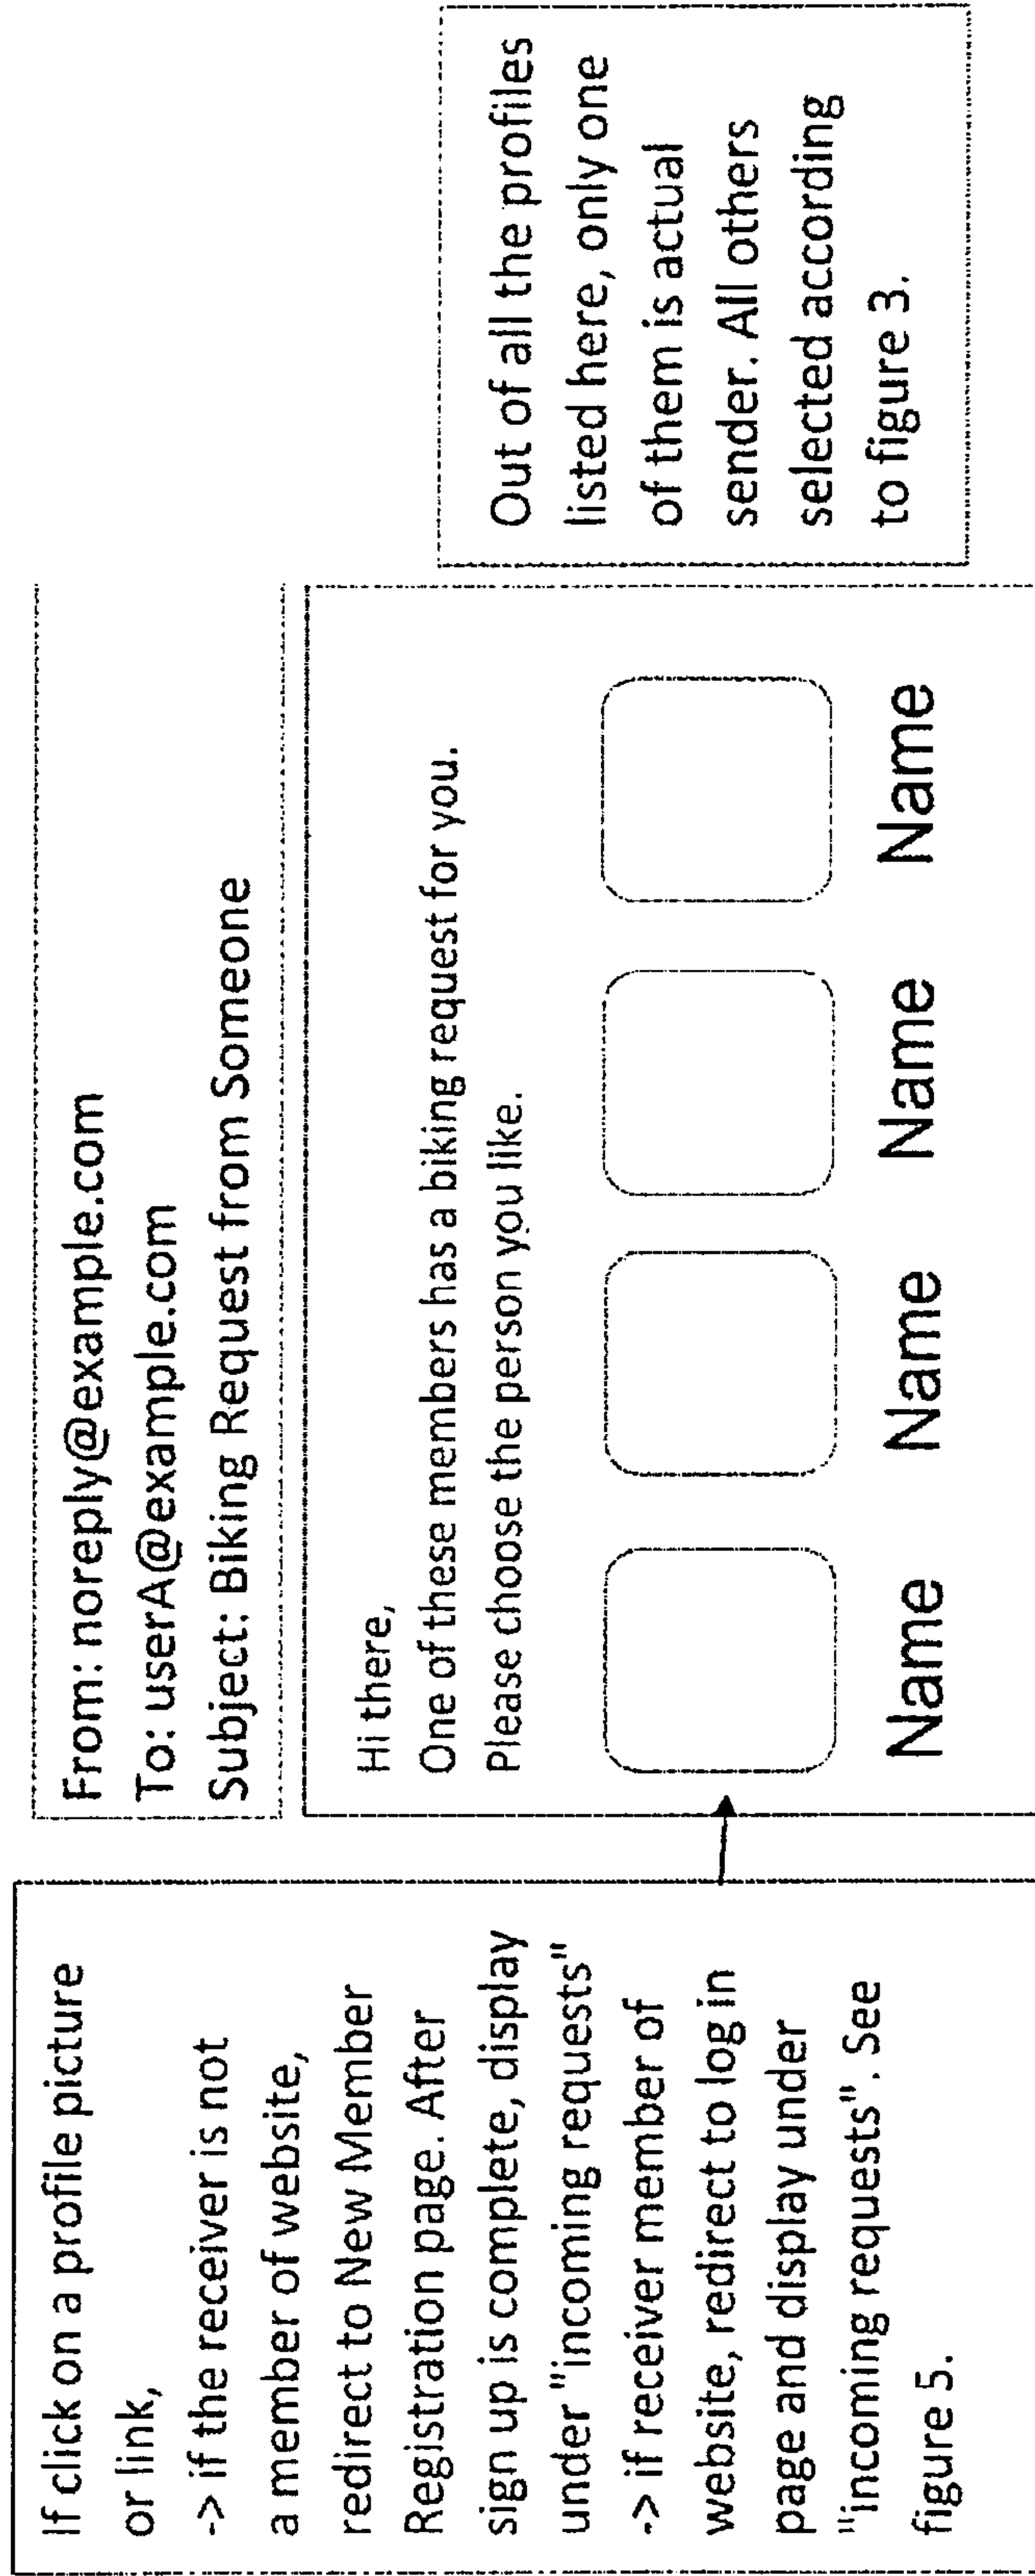 If click on a profile picture
or link,
-> if the receiver is not
a member of website,
redirect to New Member
Registration page. After
sign up is complete, display
under "incoming requests"
-> if receiver member of
website, redirect to log in
page and display under
"incoming requests". See
figure 5.
From: noreply@example.com
To: userA@example.com
Subject: Biking Request from Someone
Hi there,
One of these members has a biking request for you.
Please choose the person you like.
Name Name Name Name
Out of all the profiles
listed here, only one
of them is actual
sender. All others
selected according
to figure 3.